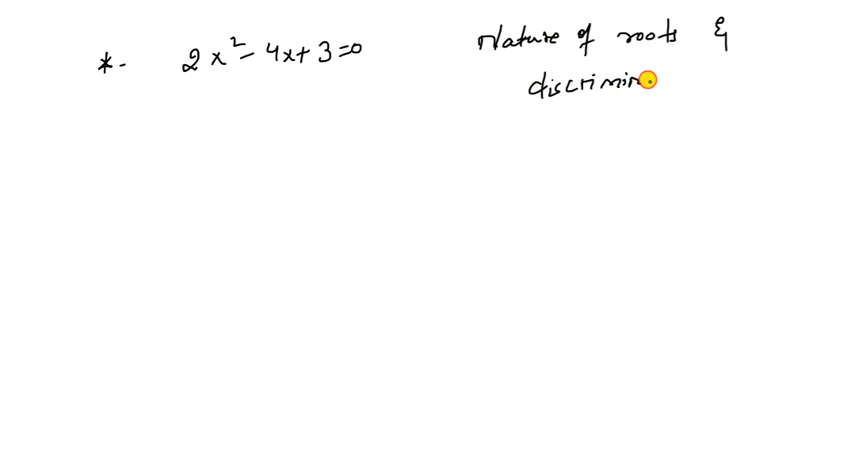 *. 2x² - 4x + 3 = 0
Nature of roots &
discrimin